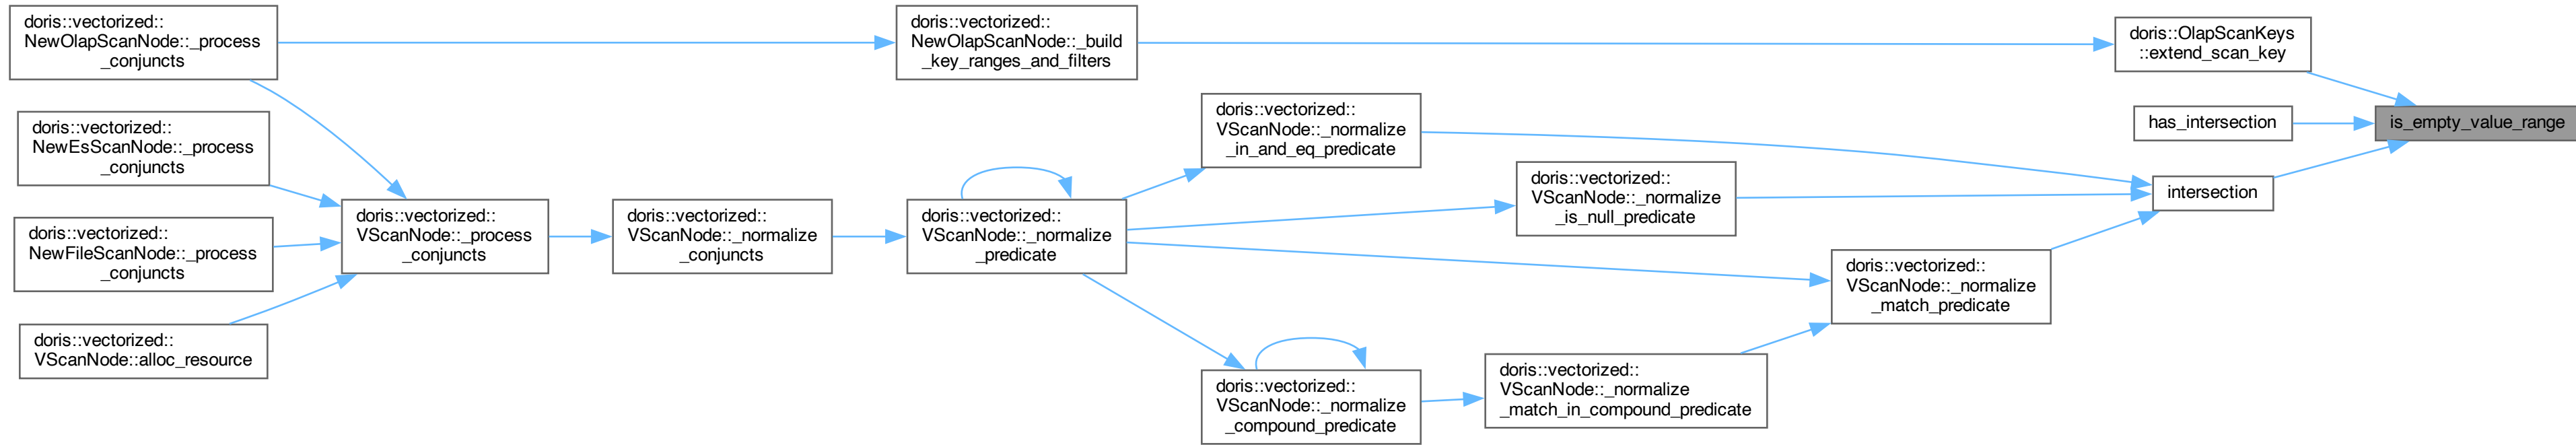 doris::vectorized::
NewOlapScanNode::_process
_conjuncts
doris::vectorized::
NewEsScanNode::_process
_conjuncts
doris::vectorized::
NewFileScanNode::_process
_conjuncts
doris::vectorized::
VScanNode::alloc_resource
doris::vectorized::
VScanNode::_process
_conjuncts
doris::vectorized::
VScanNode::_normalize
_conjuncts
doris::vectorized::
NewOlapScanNode::_build
_key_ranges_and_filters
doris::vectorized::
VScanNode::_normalize
_predicate
doris::vectorized::
VScanNode::_normalize
_in_and_eq_predicate
doris::vectorized::
VScanNode::_normalize
_compound_predicate
doris::vectorized::
VScanNode::_normalize
_is_null_predicate
doris::vectorized::
VScanNode::_normalize
_match_in_compound_predicate
doris::vectorized::
VScanNode::_normalize
_match_predicate
doris::OlapScanKeys
::extend_scan_key
has_intersection
intersection
is_empty_value_range